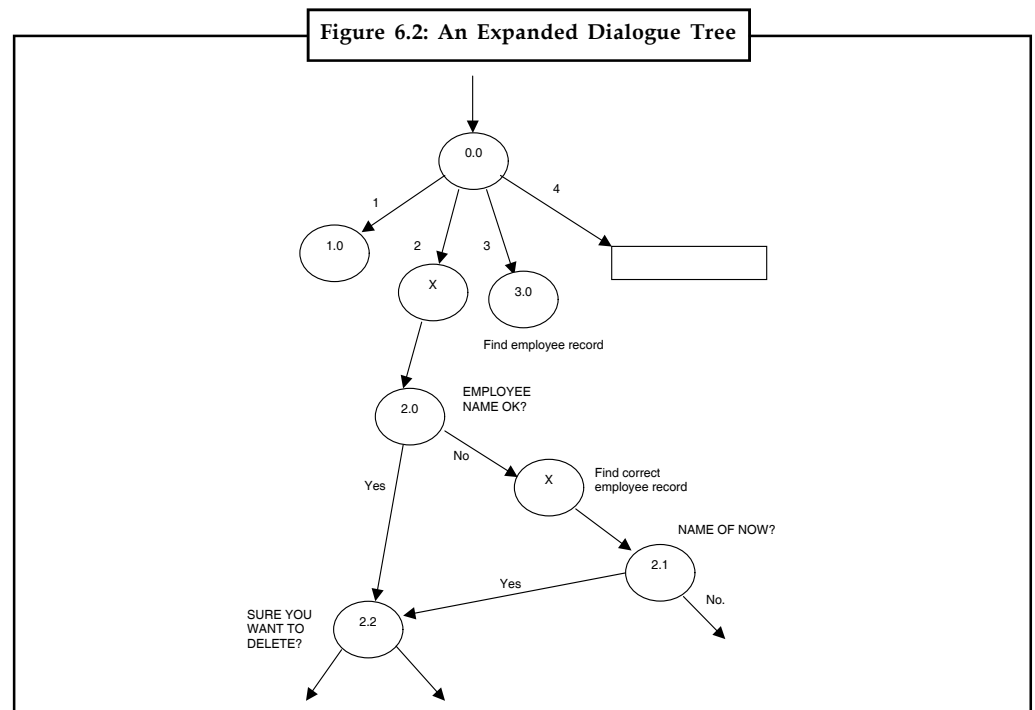 Figure 6.2: An Expanded Dialogue Tree
0.0
1
4
1.0
2
3
X
3.0
Find employee record
2.0
EMPLOYEE
NAME OK?
No
Yes
X
Find correct
employee record
NAME OF NOW?
2.1
Yes
No.
SURE YOU
WANT TO
DELETE?
2.2